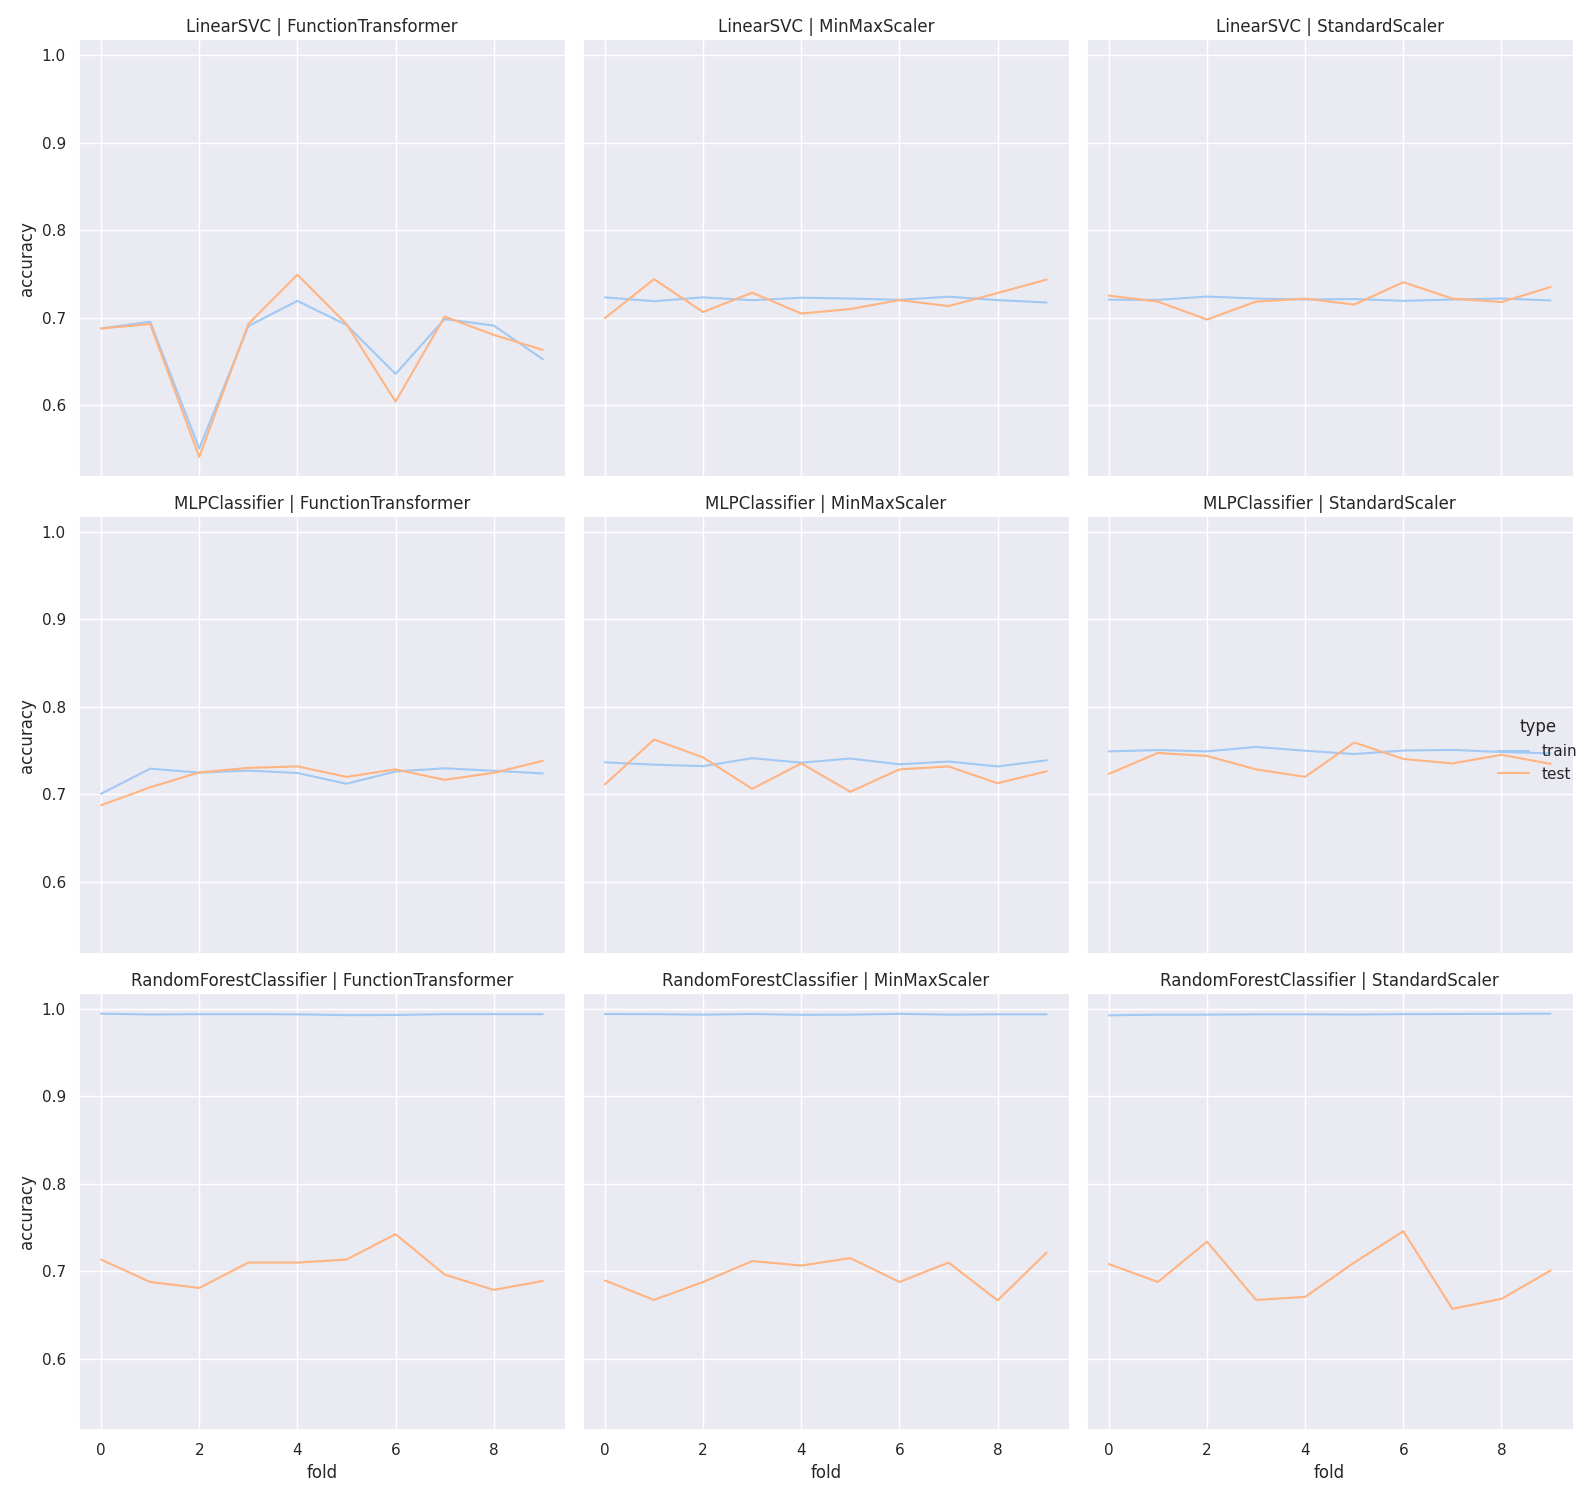 LinearSVC | FunctionTransformer
LinearSVC | MinMaxScaler
LinearSVC | StandardScaler
1.0
0.9
0.8
0.7
0.6
accuracy
MLPClassifier | FunctionTransformer
MLPClassifier | MinMaxScaler
MLPClassifier | StandardScaler
1.0
0.9
0.8
0.7
0.6
accuracy
type
train
test
RandomForestClassifier | FunctionTransformer
RandomForestClassifier | MinMaxScaler
RandomForestClassifier | StandardScaler
1.0
0.9
0.8
0.7
0.6
accuracy
0 2 4 6 8
fold
0 2 4 6 8
fold
0 2 4 6 8
fold